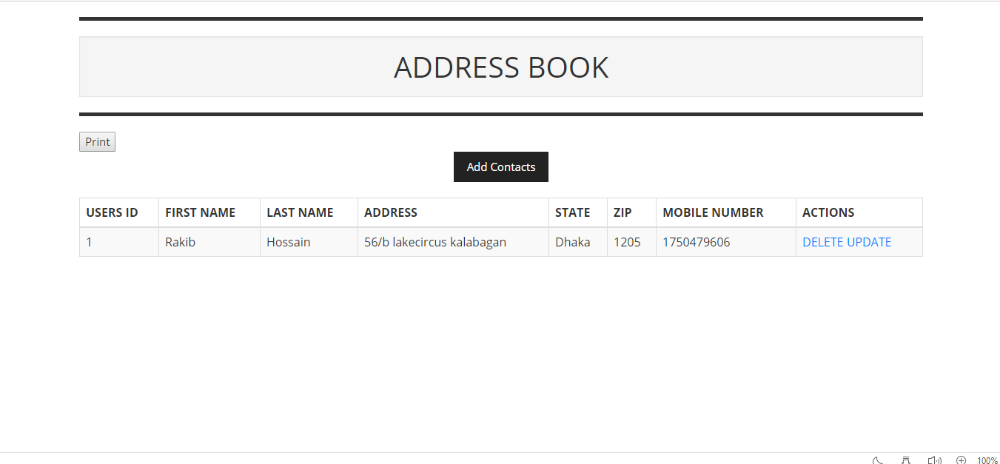 ADDRESS BOOK
Print
Add Contacts
USERS ID FIRST NAME LAST NAME ADDRESS STATE ZIP MOBILE NUMBER ACTIONS
1 Rakib Hossain 56/b lakecircus kalabagan Dhaka 1205 1750479606 DELETE UPDATE
100%